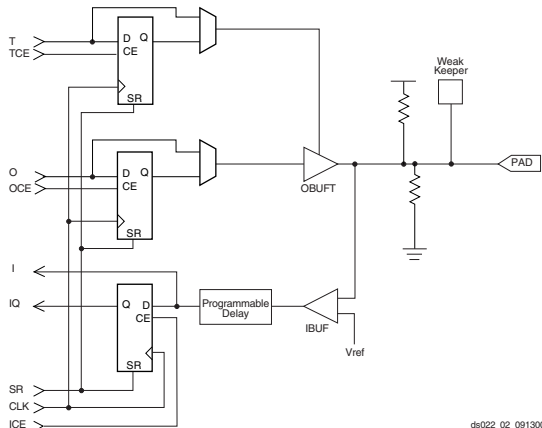 T
TCE
D Q
CE
SR
Weak
Keeper
O
OCE
D Q
CE
SR
OBUFT
PAD
I
IQ
Q D
CE
SR
Programmable
Delay
IBUF
Vref
SR
CLK
ICE
ds022_02_091300